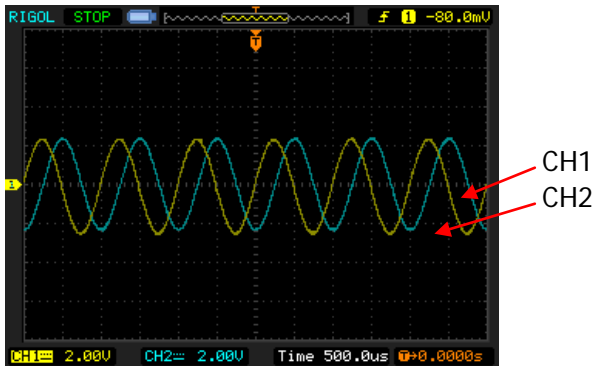 RIGOL STOP T f 1 -80.0mV
T
1
CH1
CH2
CH1 2.00V CH2 2.00V Time 500.0us T→0.0000s